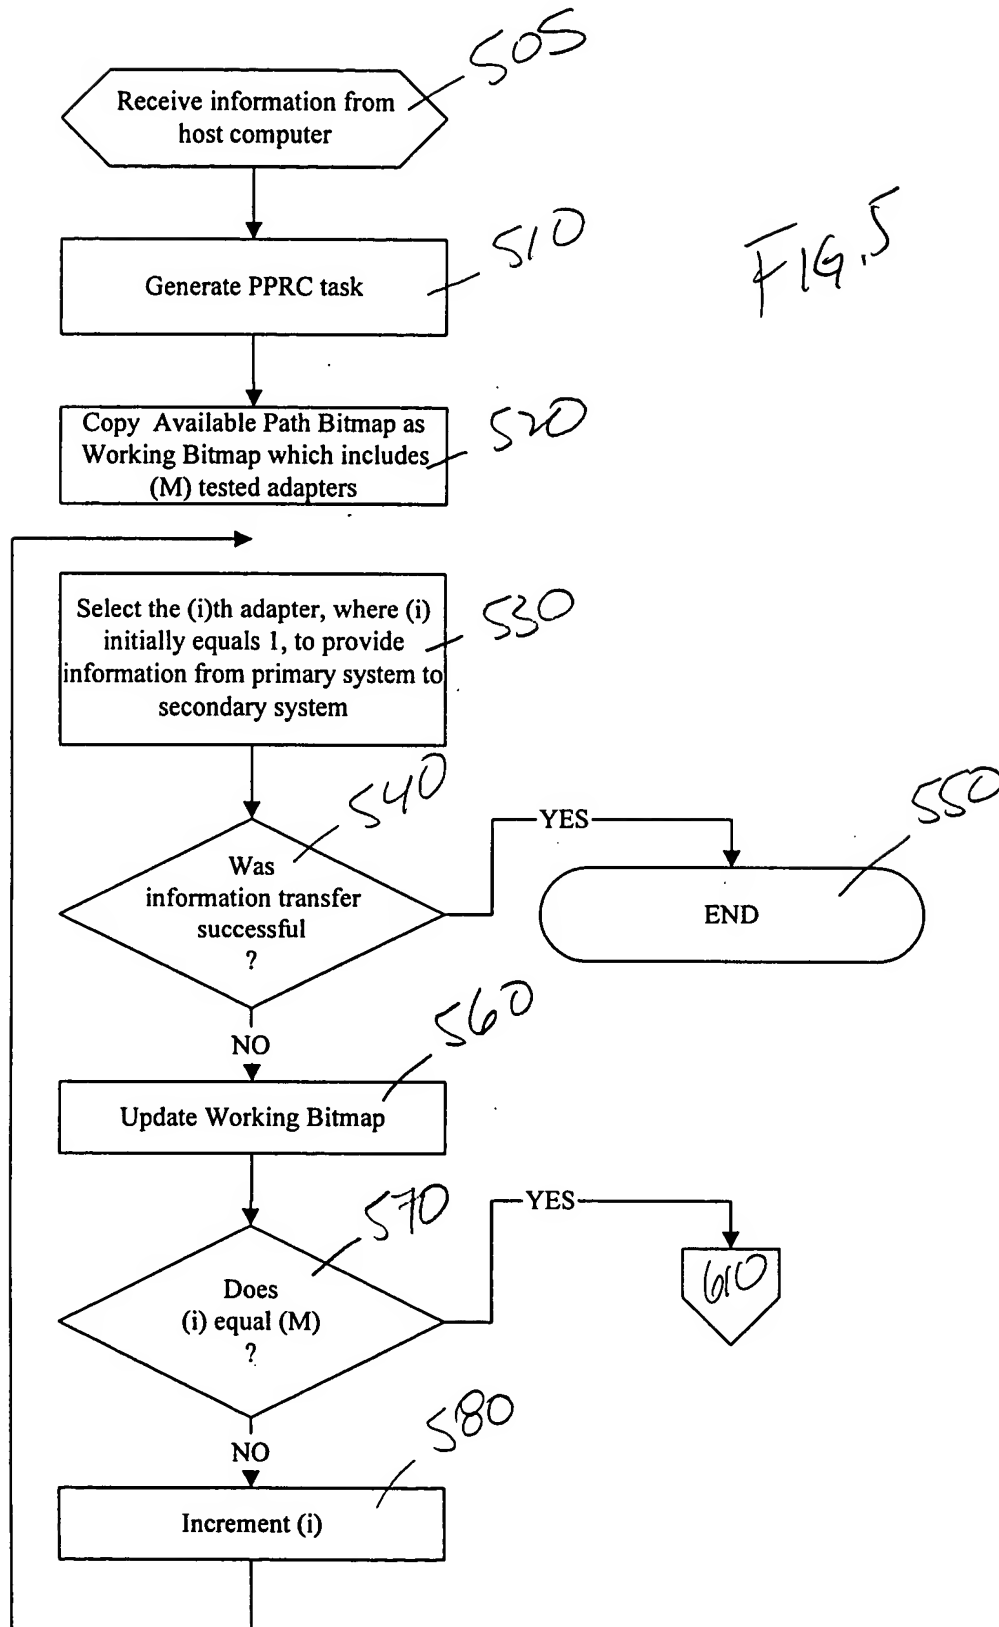 505
Receive information from
host computer
510
FIG.5
Generate PPRC task
520
Copy Available Path Bitmap as
Working Bitmap which includes
(M) tested adapters
530
Select the (i)th adapter, where (i)
initially equals 1, to provide
information from primary system to
secondary system
540
550
YES
Was
information transfer
successful
?
END
NO
560
Update Working Bitmap
570
YES
Does
(i) equal (M)
?
610
NO
580
Increment (i)